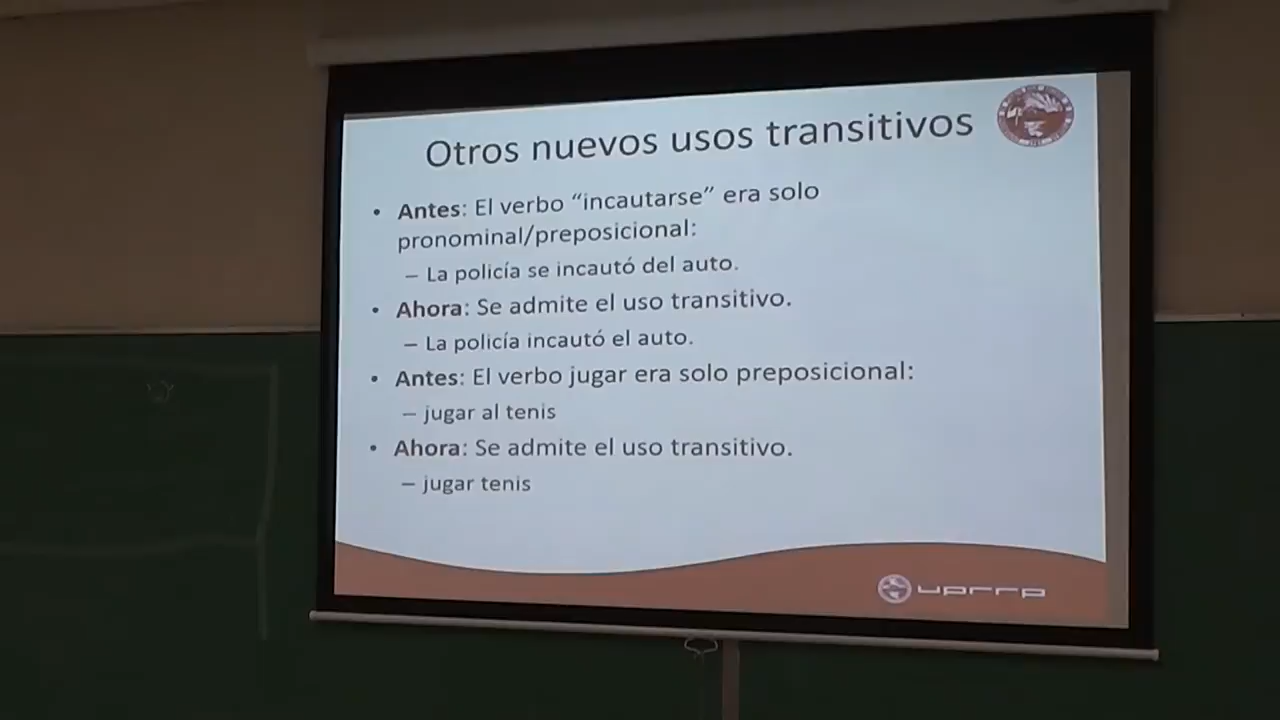 Otros nuevos usos transitivos
• Antes: El verbo “incautarse” era solo
pronominal/preposicional:
– La policía se incautó del auto.
• Ahora: Se admite el uso transitivo.
– La policía incautó el auto.
• Antes: El verbo jugar era solo preposicional:
– jugar al tenis
• Ahora: Se admite el uso transitivo.
– jugar tenis
uprrp